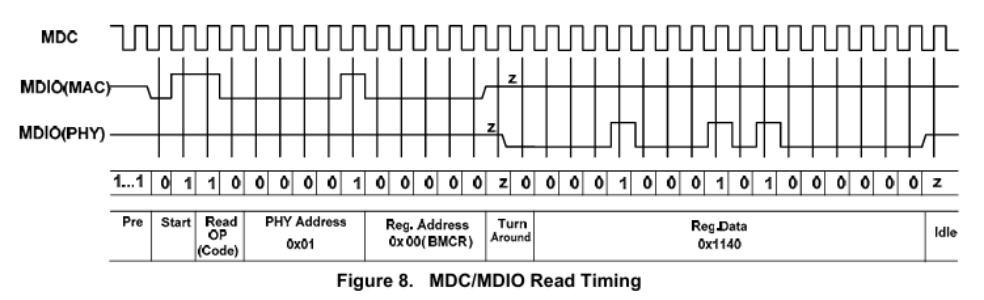 MDC
z
MDIO(MAC)
z
MDIO(PHY)
1...1 0 1 1 0 0 0 0 0 1 0 0 0 0 0 z 0 0 0 0 1 0 0 0 1 0 1 0 0 0 0 0 0 z
Pre Start Read OP (Code) PHY Address 0x01 Reg. Address 0x00(BMCR) Turn Around Reg.Data 0x1140 Idle
Figure 8. MDC/MDIO Read Timing